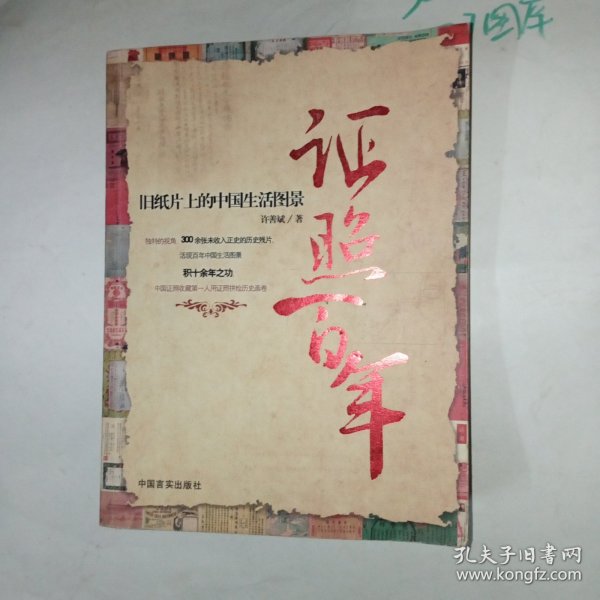 图库
证照百年
旧纸片上的中国生活图景
许善斌／著
独特的视角 300余张未收入正史的历史残片，
活现百年中国生活图景
积十余年之功
中国证照收藏第一人用证照拼绘历史画卷
中国言实出版社
孔夫子旧书网
www.kongfz.com